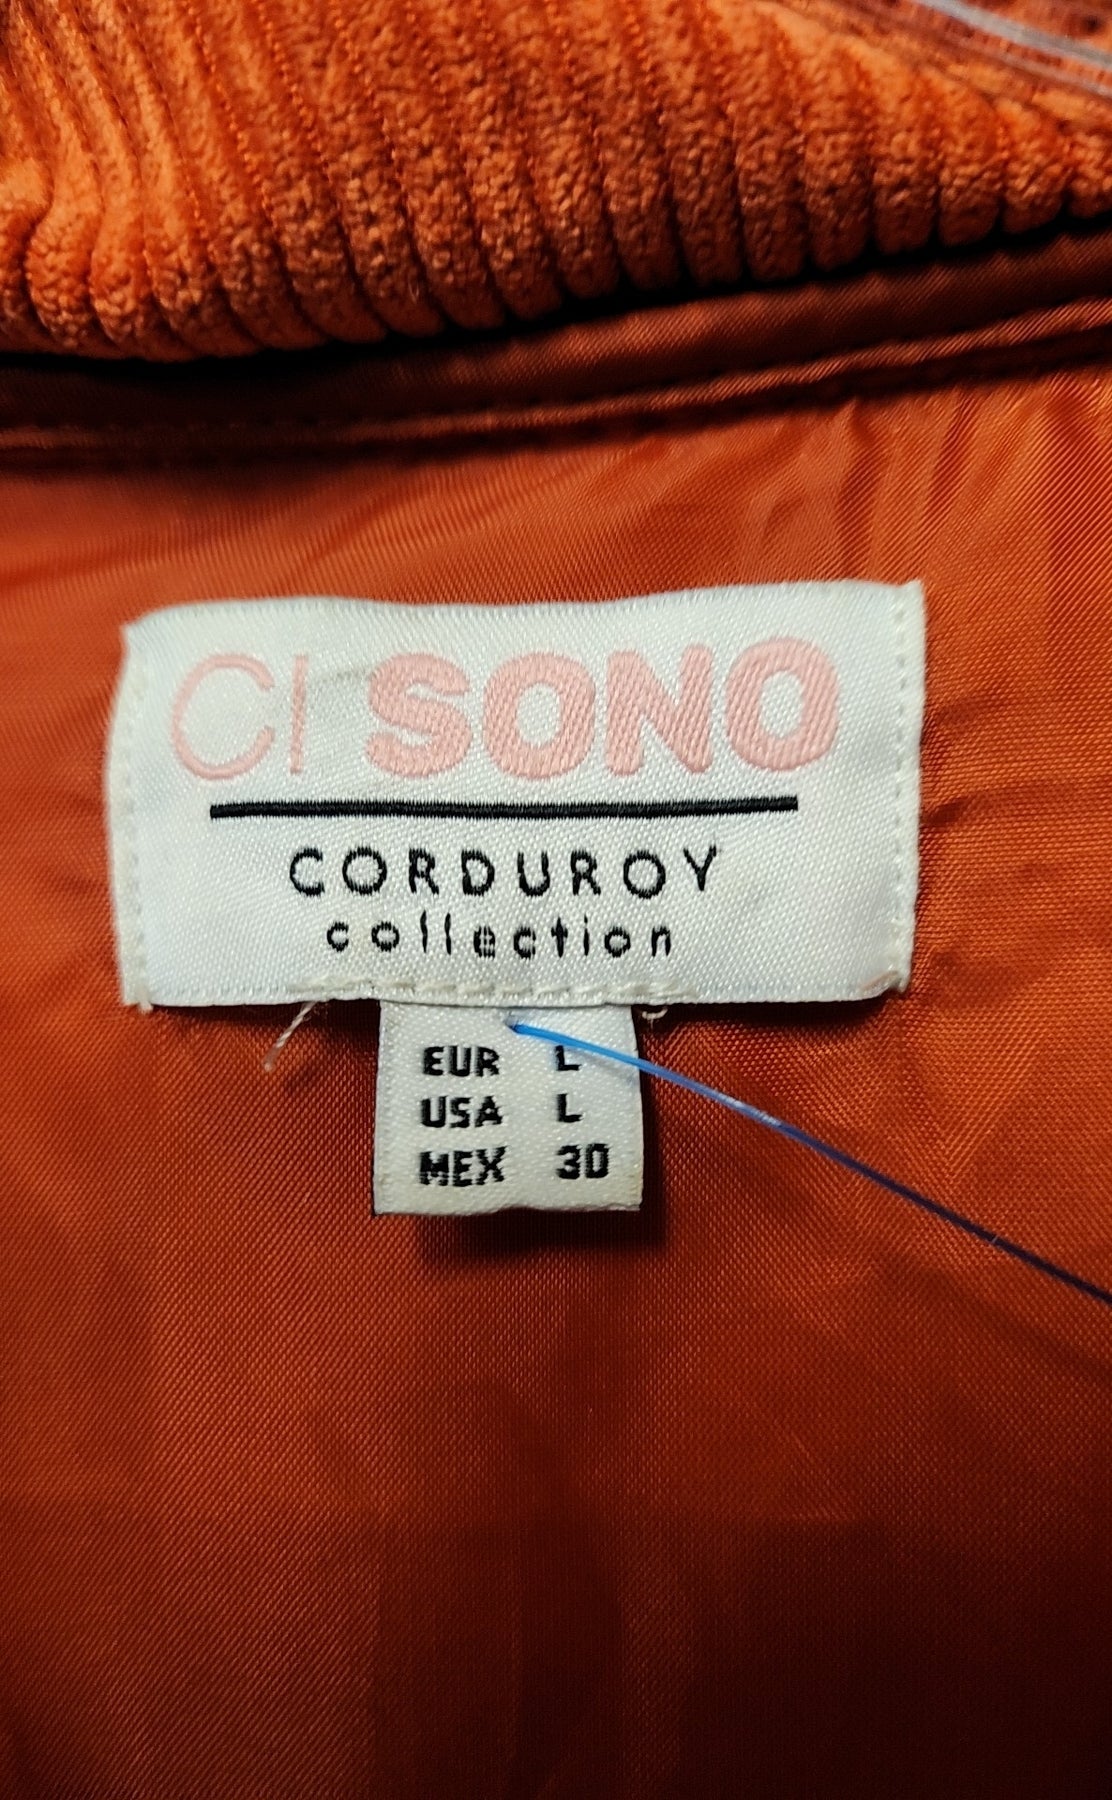 CI SONO
CORDUROY
collection
EUR L
USA L
MEX 30